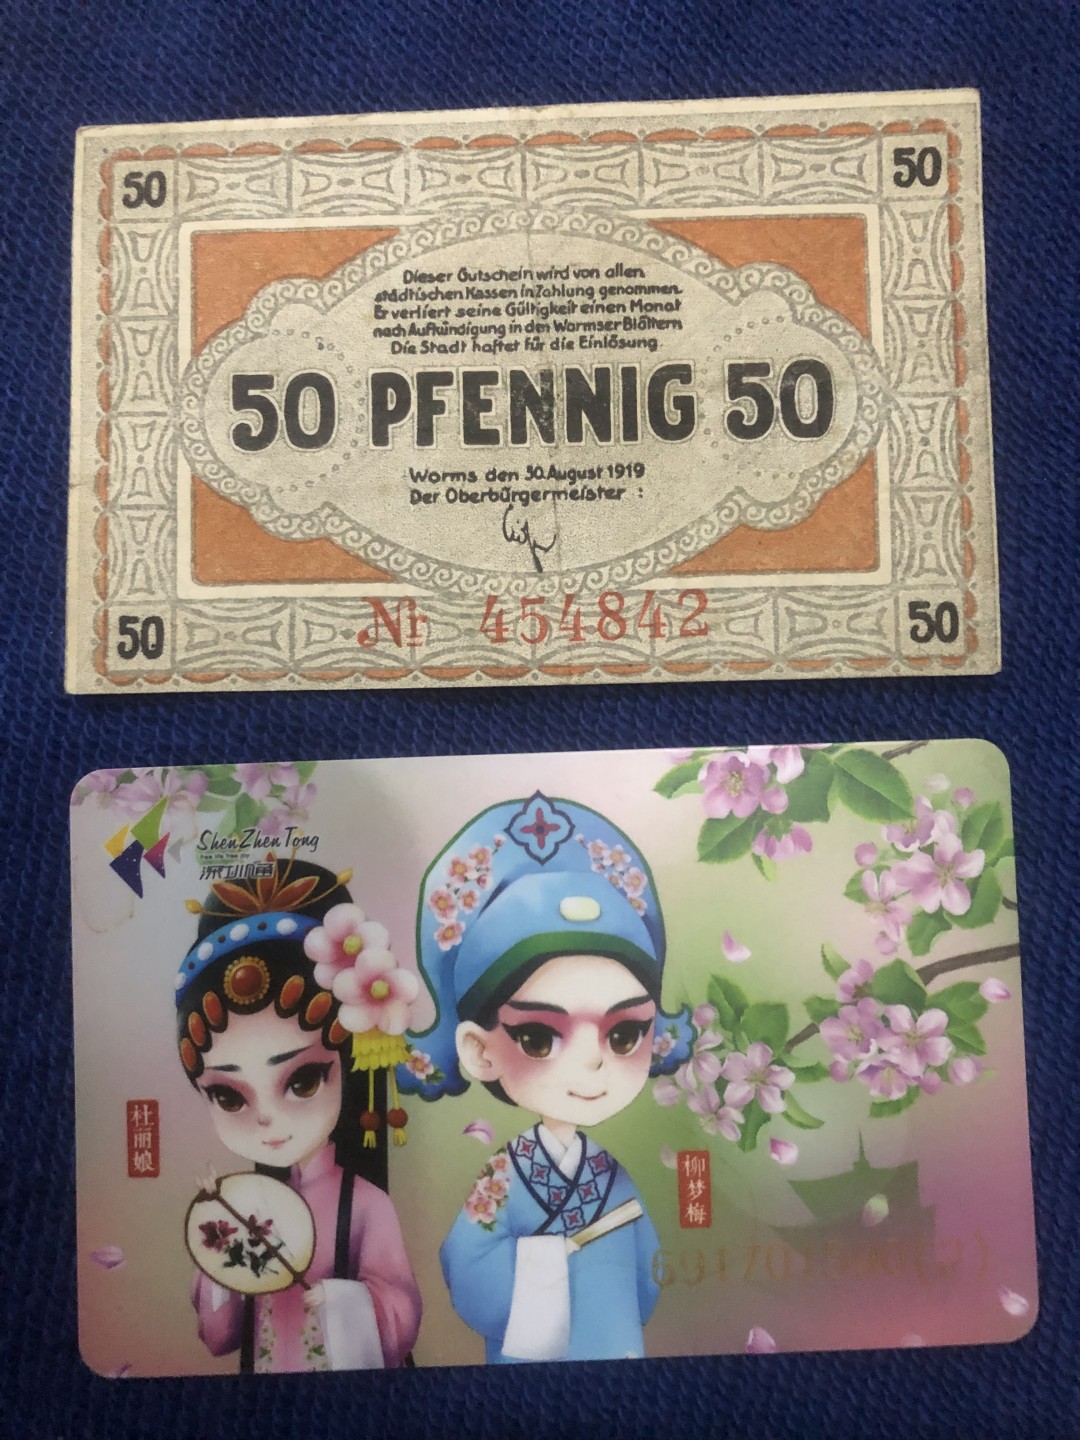 50
50
Dieser Gutschein wird von allen
städtischen Kassen in Zahlung genommen.
Er verliert seine Gültigkeit einen Monat
nach Aufkündigung in den Wormser Blättern
Die Stadt haftet für die Einlösung.
50 PFENNIG 50
Worms den 30. August 1919
Der Oberbürgermeister :
Nr 454842
50
50
ShenZhenTong
深圳通
杜丽娘
柳梦梅